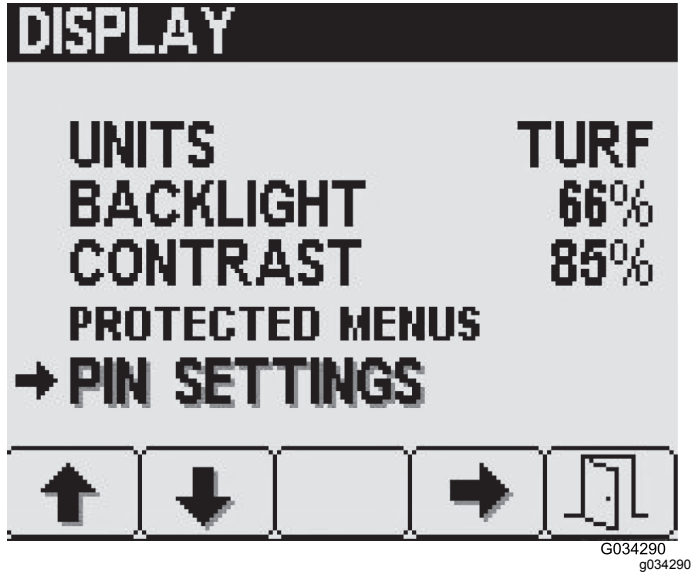 DISPLAY
UNITS TURF
BACKLIGHT 66%
CONTRAST 85%
PROTECTED MENUS
PIN SETTINGS
G034290
g034290